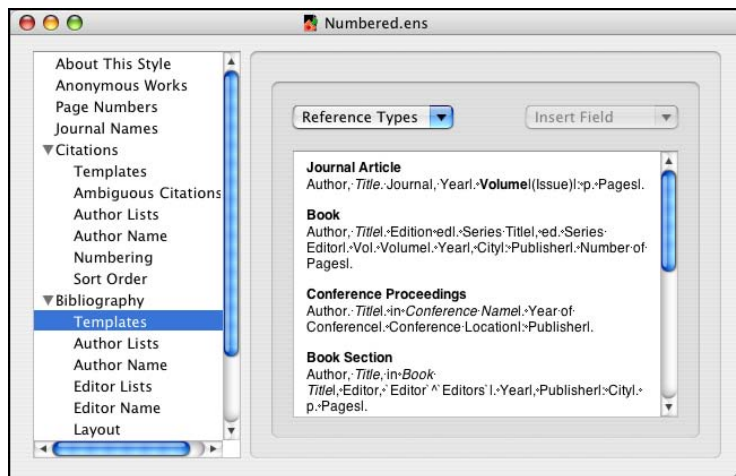 Numbered.ens
About This Style
Anonymous Works
Page Numbers
Journal Names
▼Citations
Templates
Ambiguous Citations
Author Lists
Author Name
Numbering
Sort Order
▼Bibliography
Templates
Author Lists
Author Name
Editor Lists
Editor Name
Layout
Reference Types
Insert Field
Journal Article
Author,·Title.·Journal,·Year|.⋄Volume|(Issue)|:⋄p.⋄Pages|.
Book
Author,·Title|.⋄Edition⋄ed|.⋄Series·Title|,⋄ed.⋄Series·
Editor|.⋄Vol.⋄Volume|.⋄Year|,⋄City|:⋄Publisher|.⋄Number·of·
Pages|.
Conference Proceedings
Author.·Title|.⋄in⋄Conference·Name|.⋄Year·of·
Conference|.⋄Conference·Location|:⋄Publisher|.
Book Section
Author,·Title,·in⋄Book·
Title|,⋄Editor,⋄`Editor`^`Editors`|.⋄Year|,⋄Publisher|:⋄City|.⋄
p.⋄Pages|.